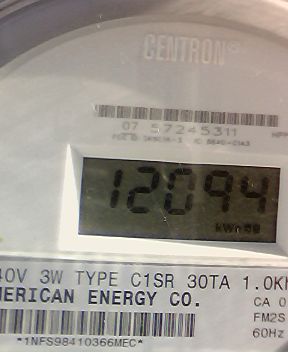 CENTRON®
07 57245311
12094
kWh
40V 3W TYPE C1SR 30TA 1.0K
MERICAN ENERGY CO.
CA 0
FM2S
60Hz
*1NFS98410366MEC*